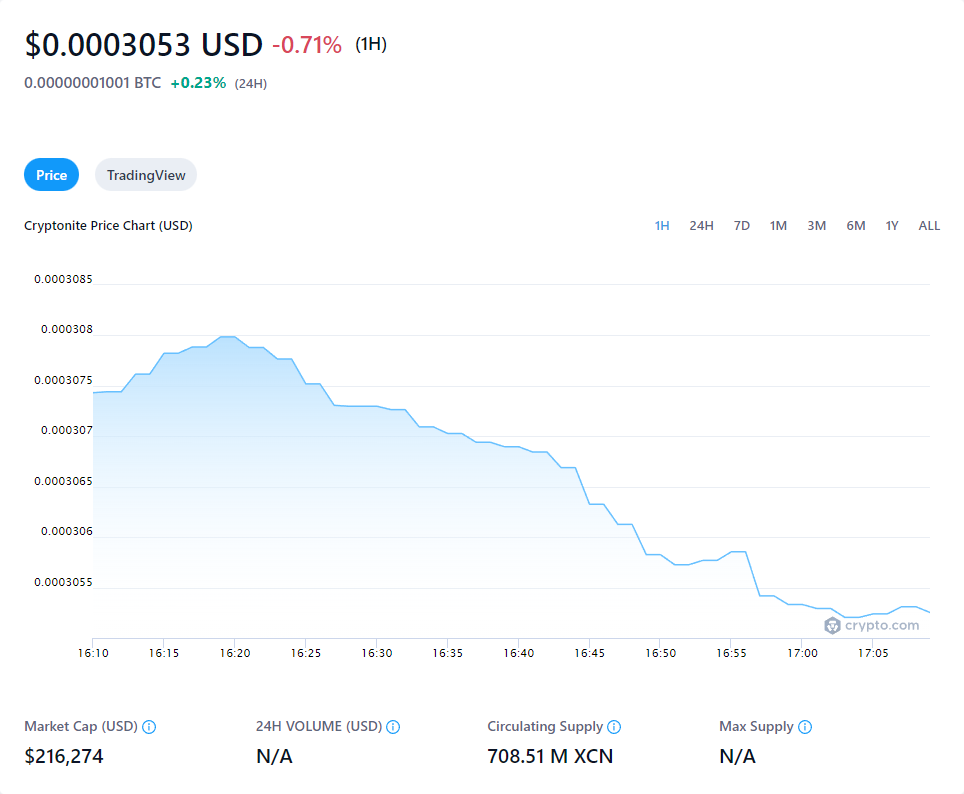 $0.0003053 USD -0.71% (1H)
0.00000001001 BTC +0.23% (24H)
Price TradingView
Cryptonite Price Chart (USD) 1H 24H 7D 1M 3M 6M 1Y ALL
0.0003085
0.000308
0.0003075
0.000307
0.0003065
0.000306
0.0003055
crypto.com
16:10 16:15 16:20 16:25 16:30 16:35 16:40 16:45 16:50 16:55 17:00 17:05
Market Cap (USD) 24H VOLUME (USD) Circulating Supply Max Supply
$216,274 N/A 708.51 M XCN N/A